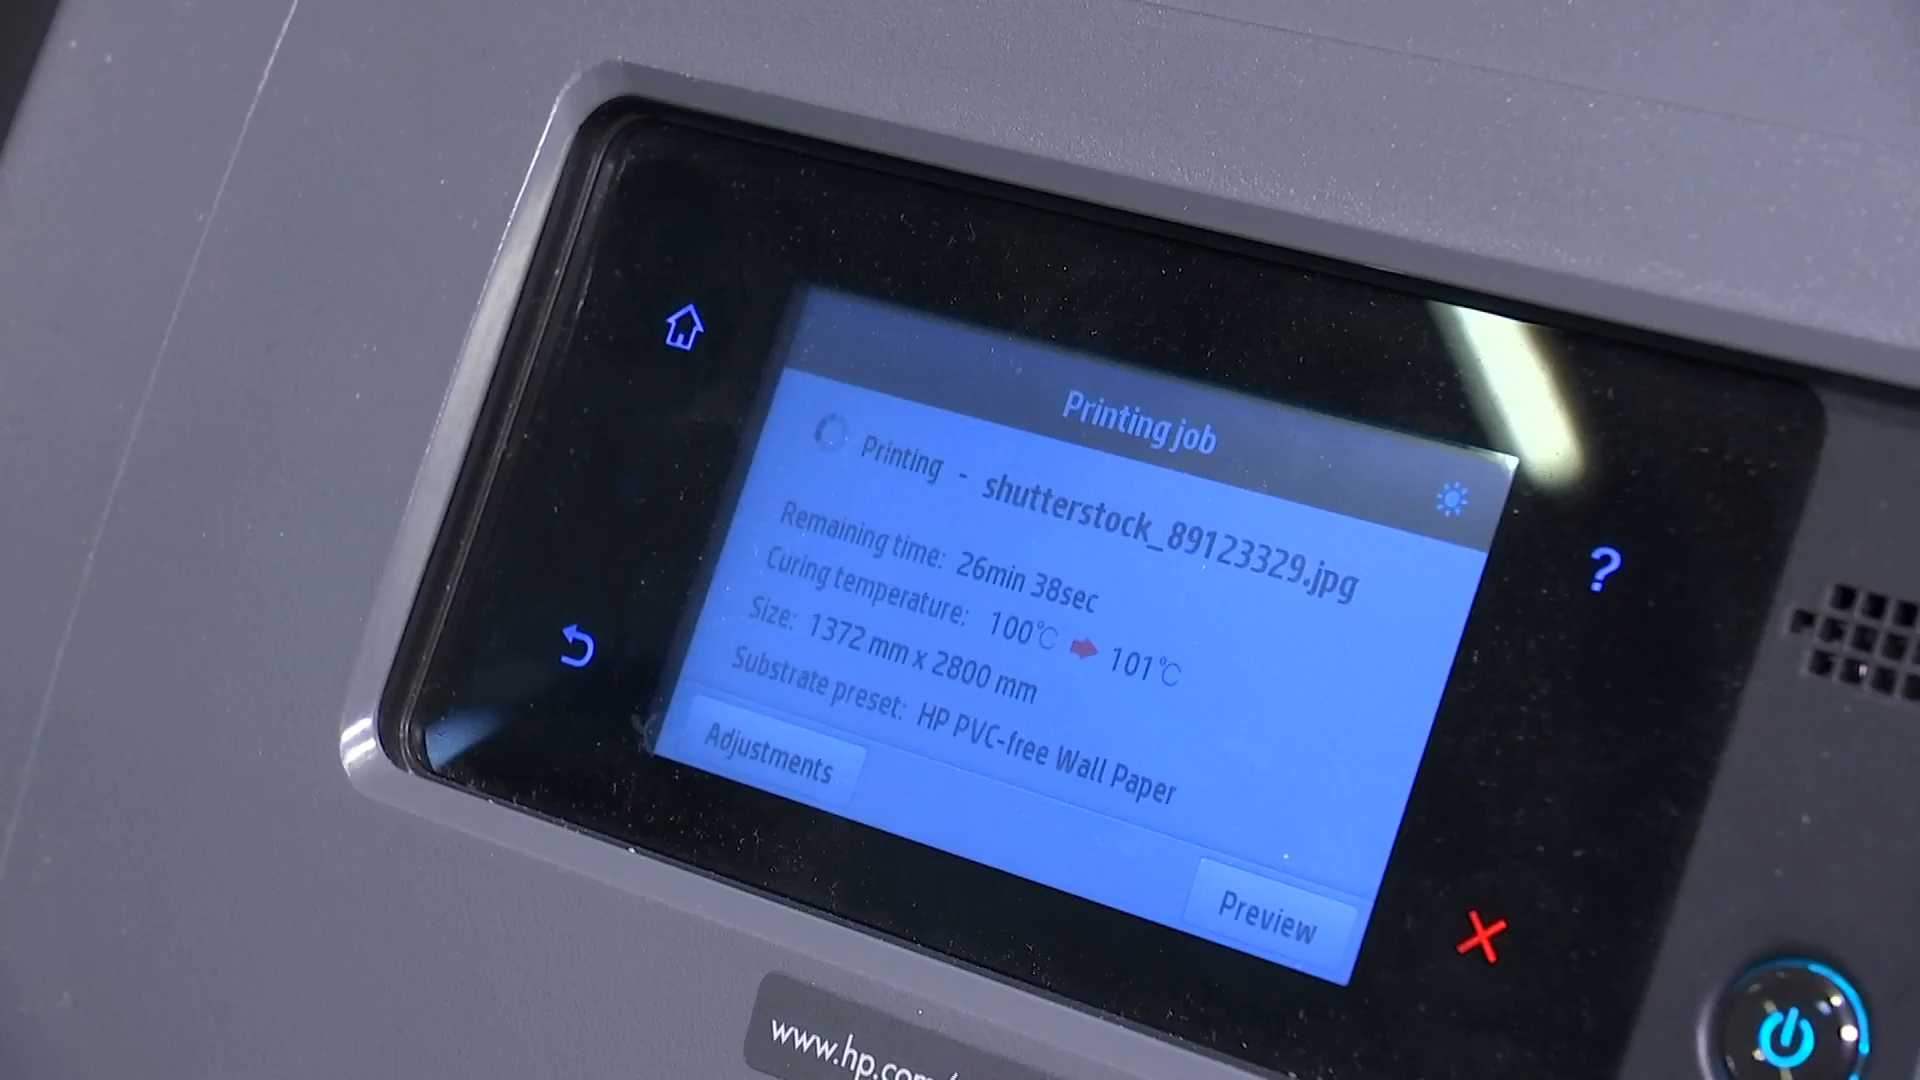 Printing job
Printing - shutterstock_89123329.jpg
Remaining time: 26min 38sec
Curing temperature: 100°C 101°C
Size: 1372 mm x 2800 mm
Substrate preset: HP PVC-free Wall Paper
Adjustments
Preview
?
www.hp.com/